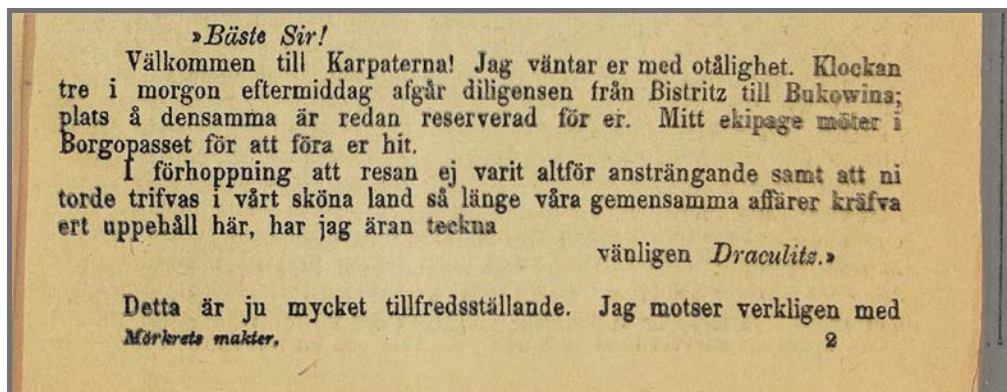 »Bäste Sir!
Välkommen till Karpaterna! Jag väntar er med otålighet. Klockan
tre i morgon eftermiddag afgår diligensen från Bistritz till Bukowina;
plats å densamma är redan reserverad för er. Mitt ekipage möter i
Borgopasset för att föra er hit.
I förhoppning att resan ej varit altför ansträngande samt att ni
torde trifvas i vårt sköna land så länge våra gemensamma affärer kräfva
ert uppehåll här, har jag äran teckna
vänligen Draculitz.»
Detta är ju mycket tillfredsställande. Jag motser verkligen med
Mörkrets makter. 2